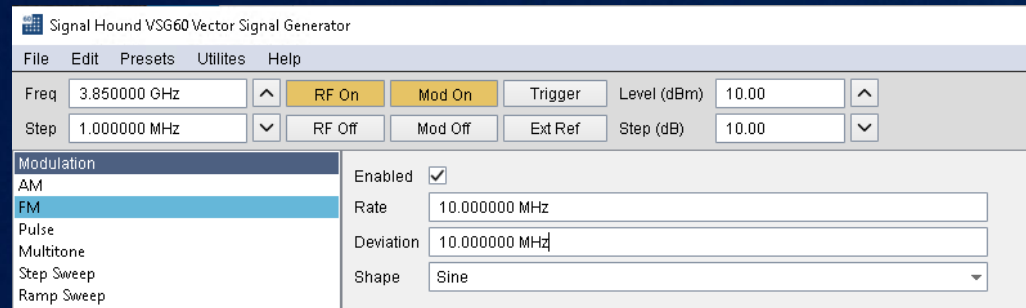 Signal Hound VSG60 Vector Signal Generator
File Edit Presets Utilites Help
Freq 3.850000 GHz RF On Mod On Trigger Level (dBm) 10.00
Step 1.000000 MHz RF Off Mod Off Ext Ref Step (dB) 10.00
Modulation
AM
FM
Pulse
Multitone
Step Sweep
Ramp Sweep
Enabled
Rate 10.000000 MHz
Deviation 10.000000 MHz
Shape Sine